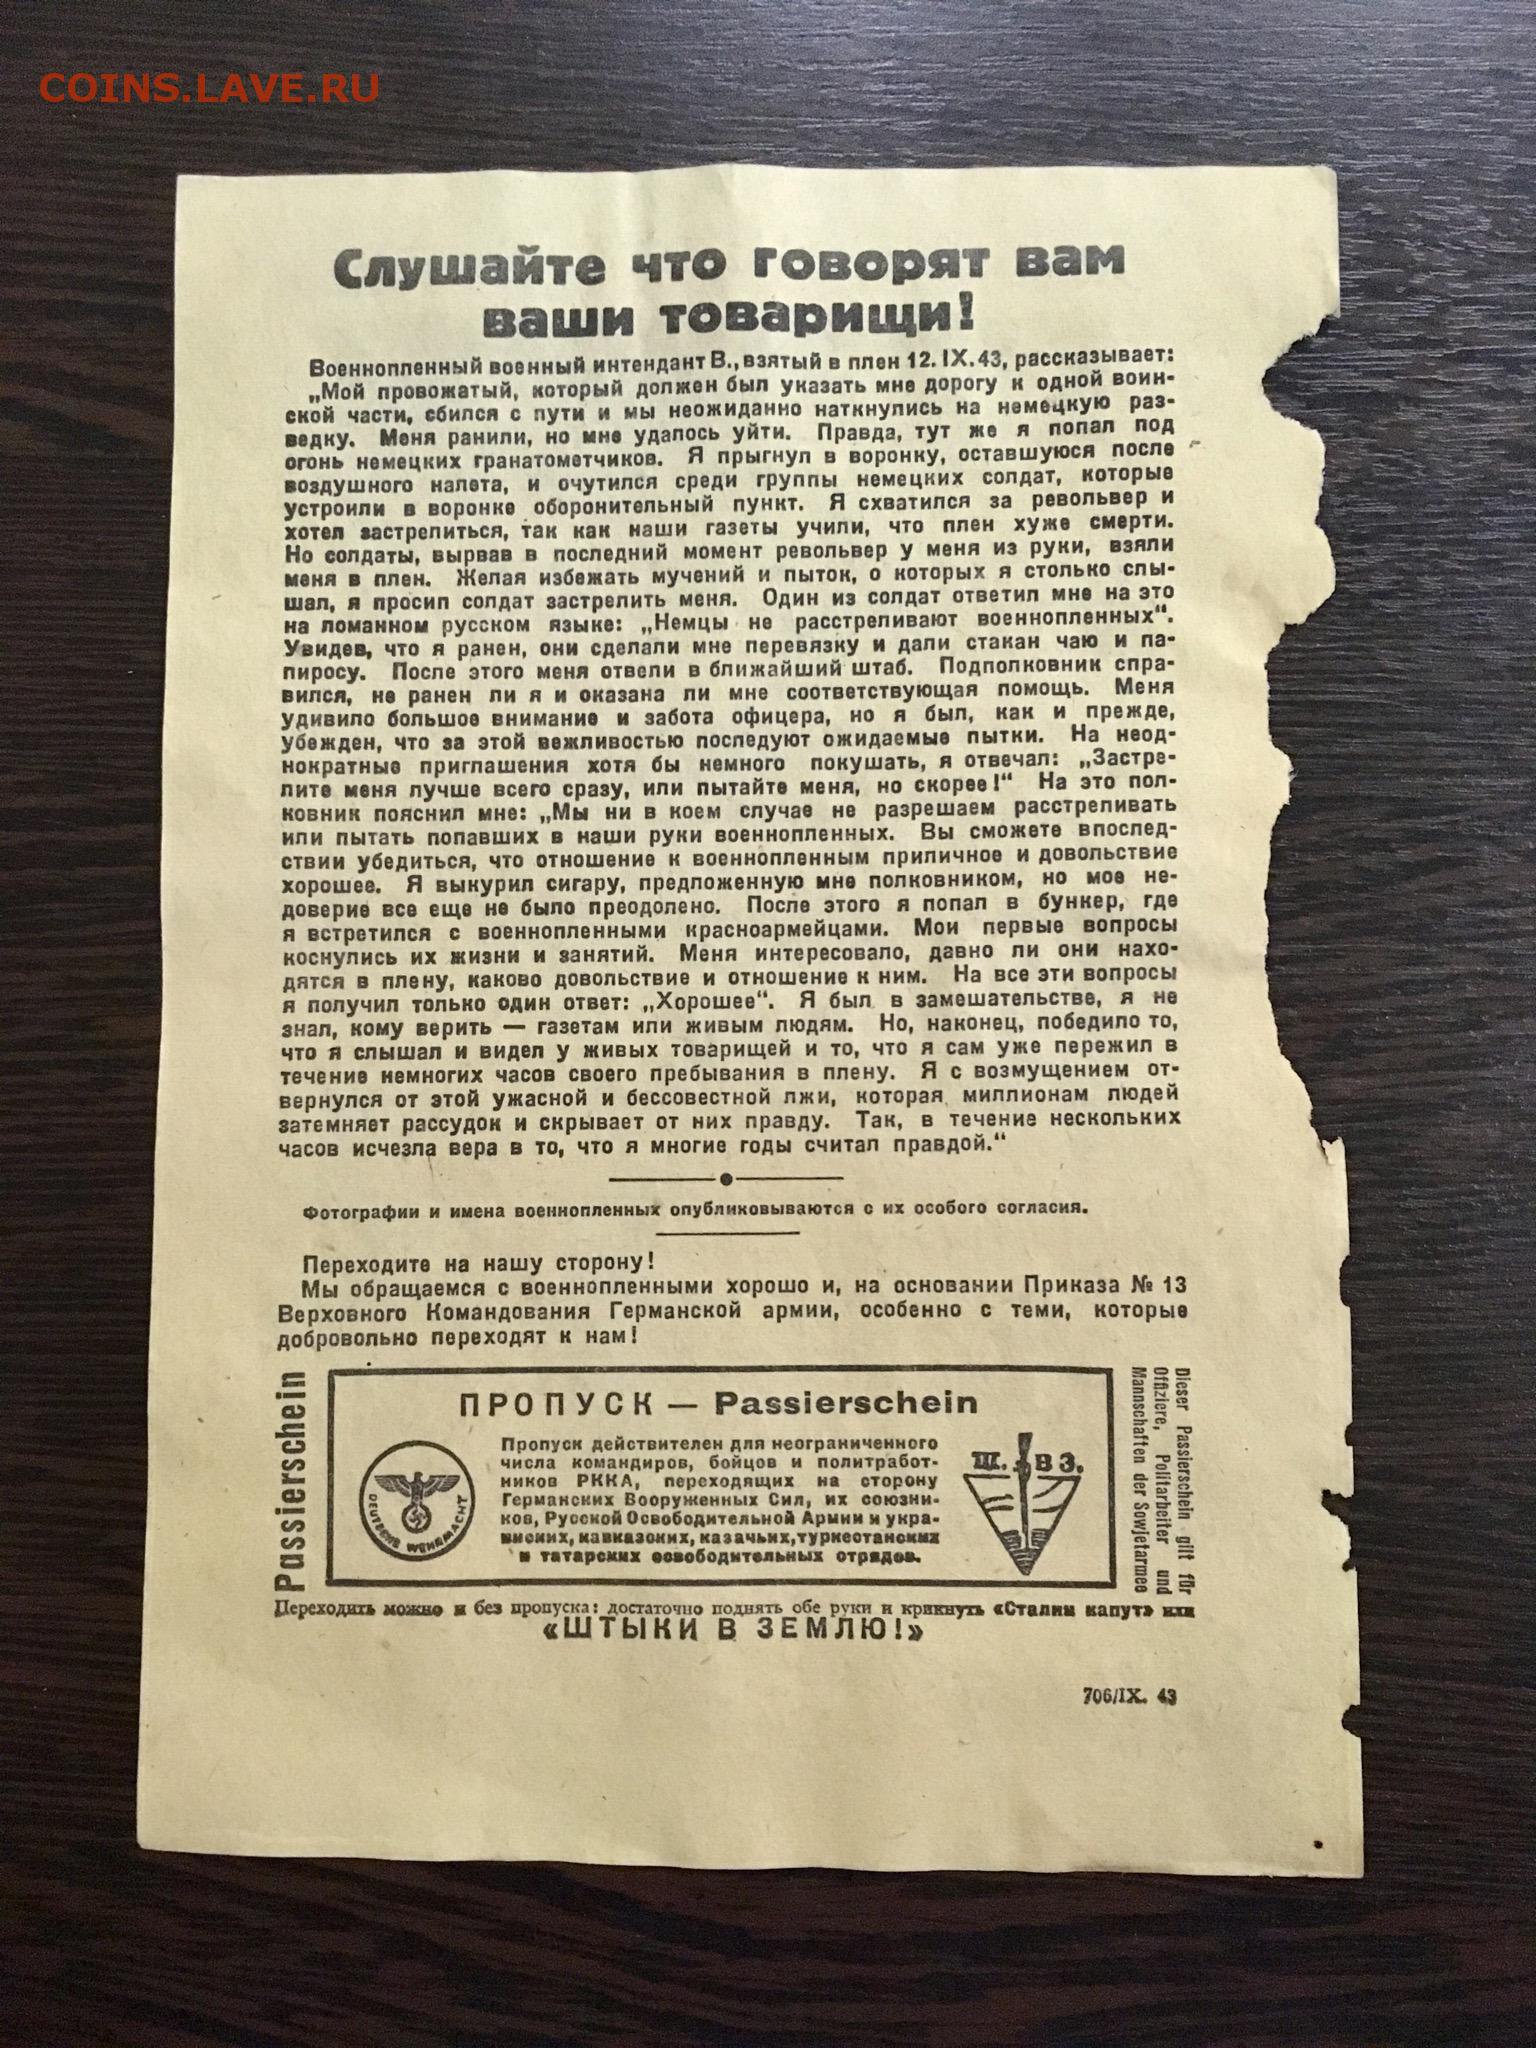 COINS.LAVE.RU
Слушайте что говорят вам
ваши товарищи!
Военнопленный военный интендант В., взятый в плен 12. IX. 43, рассказывает:
„Мой провожатый, который должен был указать мне дорогу к одной воин-
ской части, сбился с пути и мы неожиданно наткнулись на немецкую раз-
ведку. Меня ранили, но мне удалось уйти. Правда, тут же я попал под
огонь немецких гранатометчиков. Я прыгнул в воронку, оставшуюся после
воздушного налета, и очутился среди группы немецких солдат, которые
устроили в воронке оборонительный пункт. Я схватился за револьвер и
хотел застрелиться, так как наши газеты учили, что плен хуже смерти.
Но солдаты, вырвав в последний момент револьвер у меня из руки, взяли
меня в плен. Желая избежать мучений и пыток, о которых я столько слы-
шал, я просил солдат застрелить меня. Один из солдат ответил мне на это
на ломанном русском языке: „Немцы не расстреливают военнопленных“.
Увидев, что я ранен, они сделали мне перевязку и дали стакан чаю и па-
пиросу. После этого меня отвели в ближайший штаб. Подполковник спра-
вился, не ранен ли я и оказана ли мне соответствующая помощь. Меня
удивило большое внимание и забота офицера, но я был, как и прежде,
убежден, что за этой вежливостью последуют ожидаемые пытки. На неод-
нократные приглашения хотя бы немного покушать, я отвечал: „Застре-
лите меня лучше всего сразу, или пытайте меня, но скорее!“ На это пол-
ковник пояснил мне: „Мы ни в коем случае не разрешаем расстреливать
или пытать попавших в наши руки военнопленных. Вы сможете впослед-
ствии убедиться, что отношение к военнопленным приличное и довольствие
хорошее. Я выкурил сигару, предложенную мне полковником, но мое не-
доверие все еще не было преодолено. После этого я попал в бункер, где
я встретился с военнопленными красноармейцами. Мои первые вопросы
коснулись их жизни и занятий. Меня интересовало, давно ли они нахо-
дятся в плену, каково довольствие и отношение к ним. На все эти вопросы
я получил только один ответ: „Хорошее“. Я был в замешательстве, я не
знал, кому верить — газетам или живым людям. Но, наконец, победило то,
что я слышал и видел у живых товарищей и то, что я сам уже пережил в
течение немногих часов своего пребывания в плену. Я с возмущением от-
вернулся от этой ужасной и бессовестной лжи, которая миллионам людей
затемняет рассудок и скрывает от них правду. Так, в течение нескольких
часов исчезла вера в то, что я многие годы считал правдой.“
Фотографии и имена военнопленных опубликовываются с их особого согласия.
Переходите на нашу сторону!
Мы обращаемся с военнопленными хорошо и, на основании Приказа № 13
Верховного Командования Германской армии, особенно с теми, которые
добровольно переходят к нам!
Passierschein
ПРОПУСК — Passierschein
Пропуск действителен для неограниченного
числа командиров, бойцов и политработ-
ников РККА, переходящих на сторону
Германских Вооруженных Сил, их союзни-
ков, Русской Освободительной Армии и укра-
инских, кавказских, казачьих, туркестанских
и татарских освободительных отрядов.
DEUTSCHE WEHRMACHT
Ш. В З.
Dieser Passierschein gilt für
Offiziere, Politarbeiter und
Mannschaften der Sowjetarmee
Переходить можно и без пропуска: достаточно поднять обе руки и крикнуть «Сталин капут» или
«ШТЫКИ В ЗЕМЛЮ!»
706/IX. 43